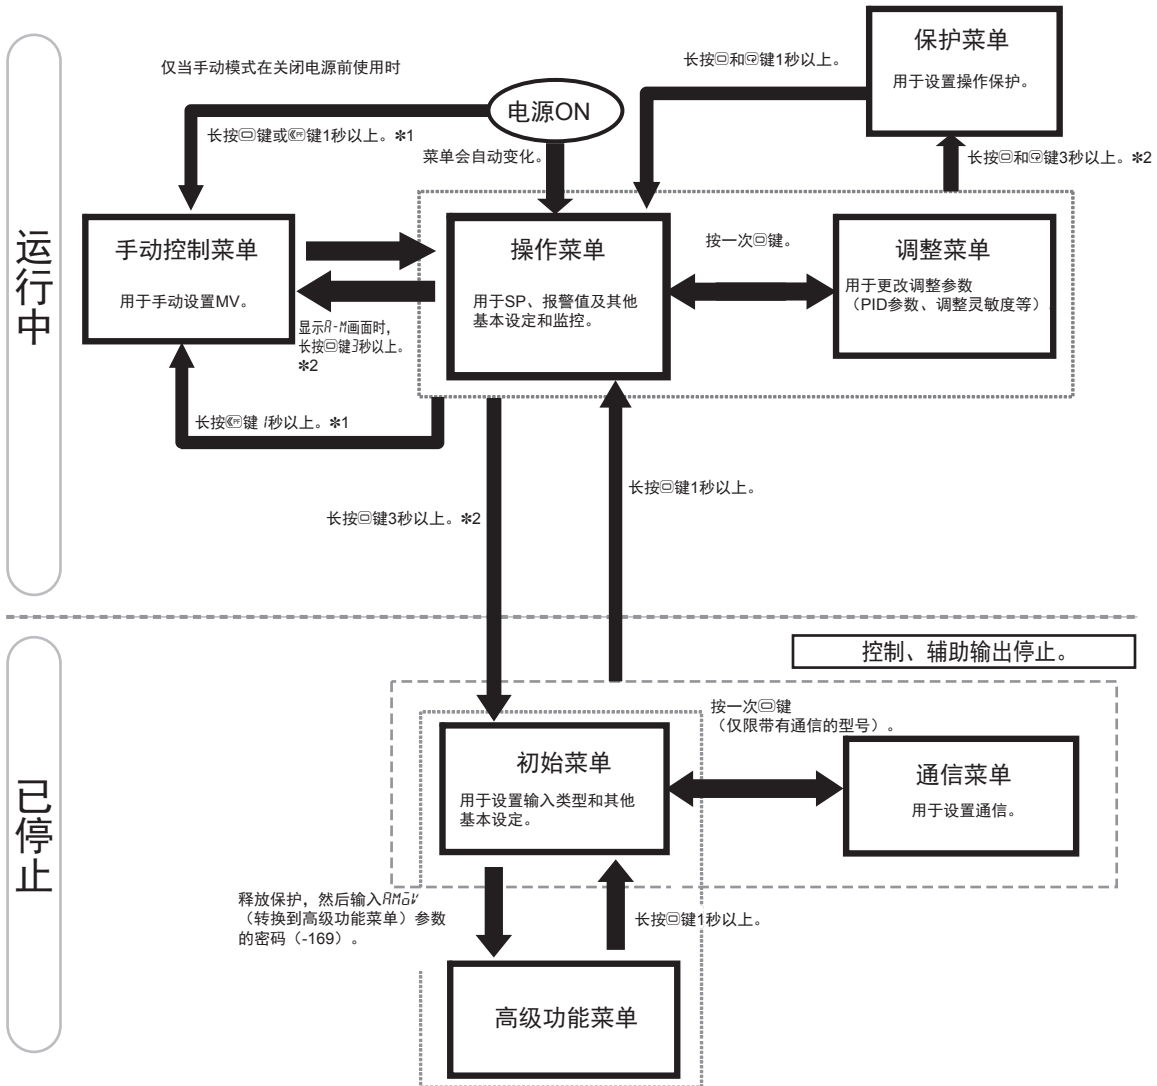 仅当手动模式在关闭电源前使用时
电源ON
长按键或键1秒以上。*1
菜单会自动变化。
长按和键1秒以上。
保护菜单
用于设置操作保护。
长按和键3秒以上。*2
运行中
手动控制菜单
用于手动设置MV。
显示A-M画面时,
长按键3秒以上。
*2
操作菜单
用于SP、报警值及其他
基本设定和监控。
按一次键。
调整菜单
用于更改调整参数
(PID参数、调整灵敏度等)
长按键 1秒以上。*1
长按键3秒以上。*2
长按键1秒以上。
控制、辅助输出停止。
已停止
初始菜单
用于设置输入类型和其他
基本设定。
按一次键
(仅限带有通信的型号)。
通信菜单
用于设置通信。
释放保护,然后输入AMoV
(转换到高级功能菜单)参数
的密码(-169)。
长按键1秒以上。
高级功能菜单